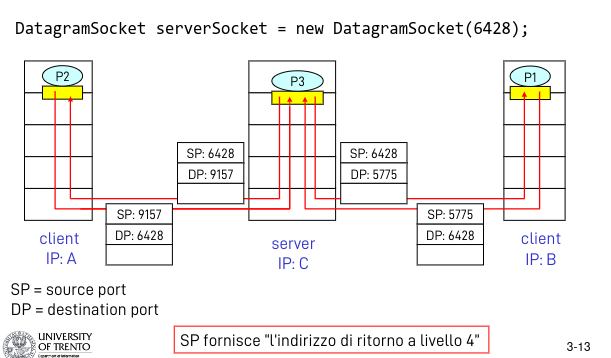 DatagramSocket serverSocket = new DatagramSocket(6428);
P2
P3
P1
SP: 6428
DP: 9157
SP: 6428
DP: 5775
SP: 9157
DP: 6428
SP: 5775
DP: 6428
client
IP: A
server
IP: C
client
IP: B
SP = source port
DP = destination port
UNIVERSITY
OF TRENTO
SP fornisce "l'indirizzo di ritorno a livello 4"
3-13